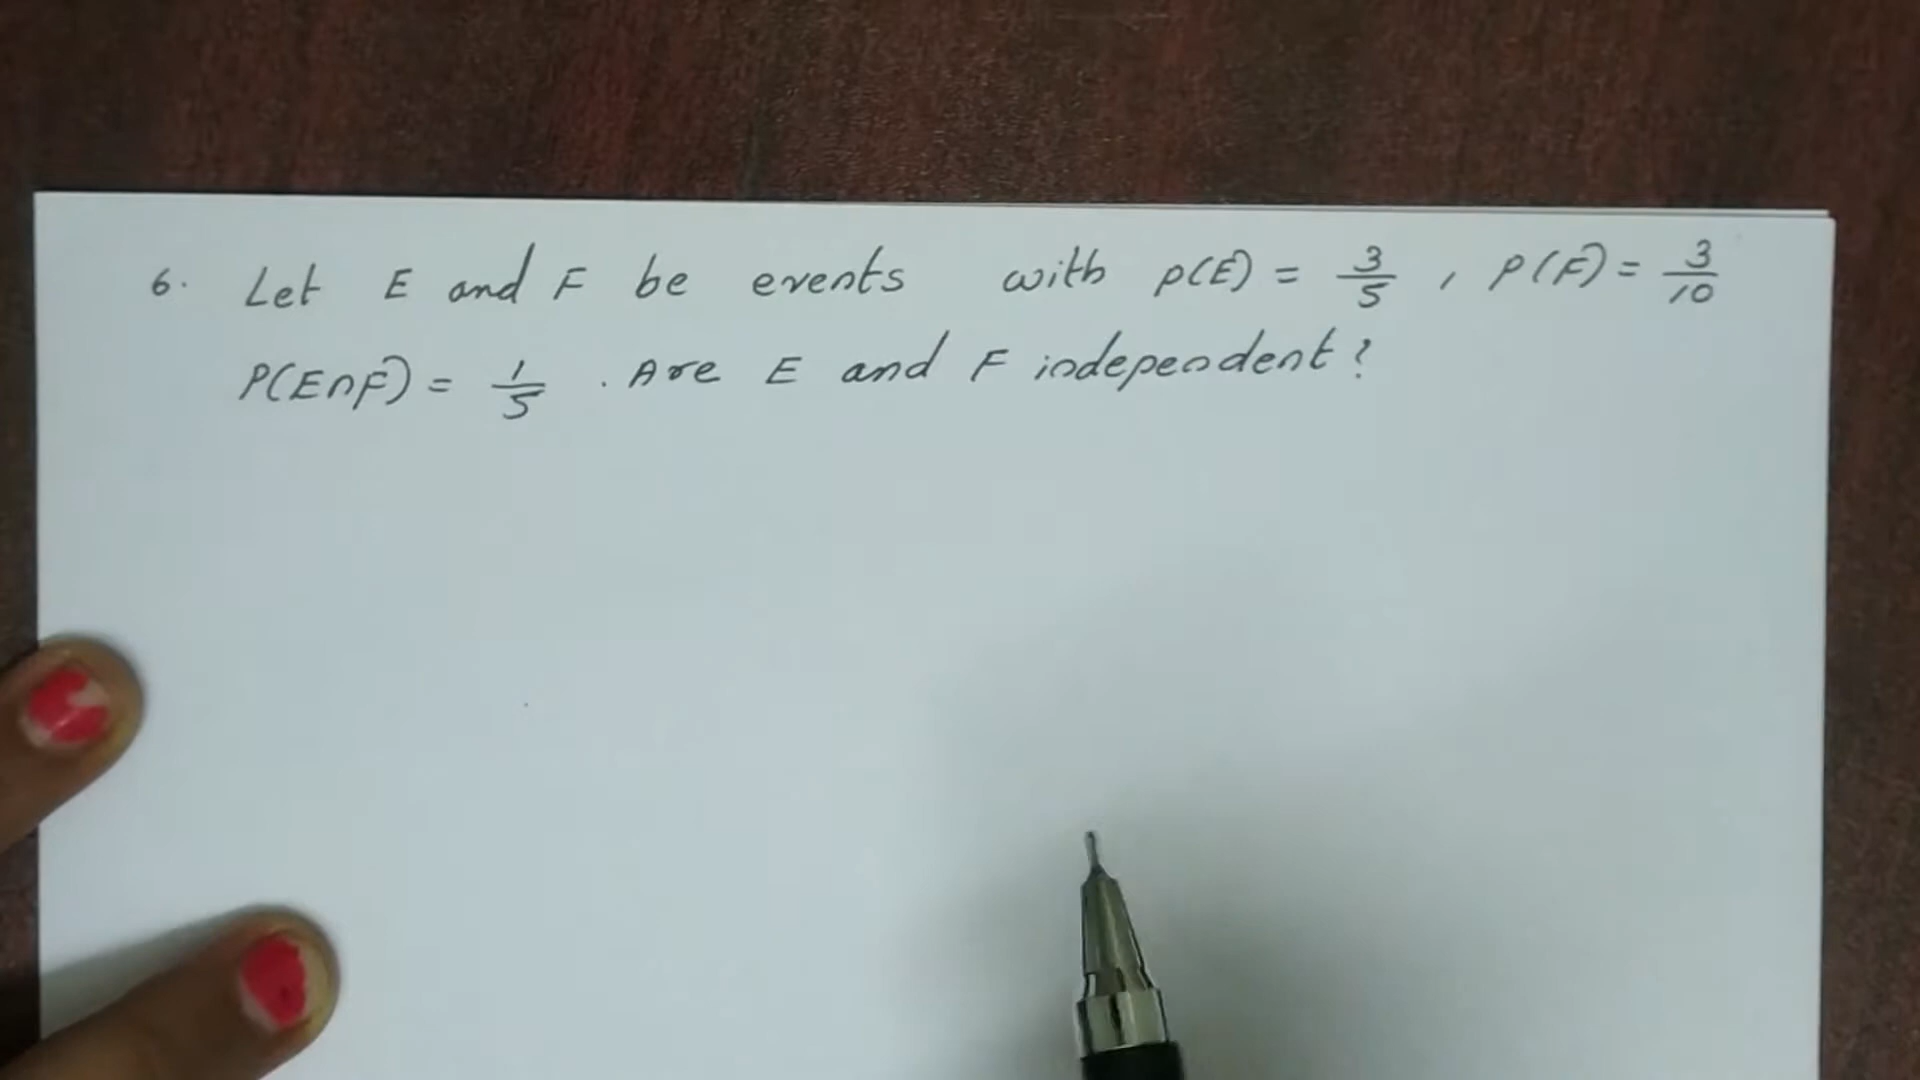 6. Let E and F be events with P(E) = 3/5 , P(F) = 3/10
P(E∩F) = 1/5 . Are E and F independent?